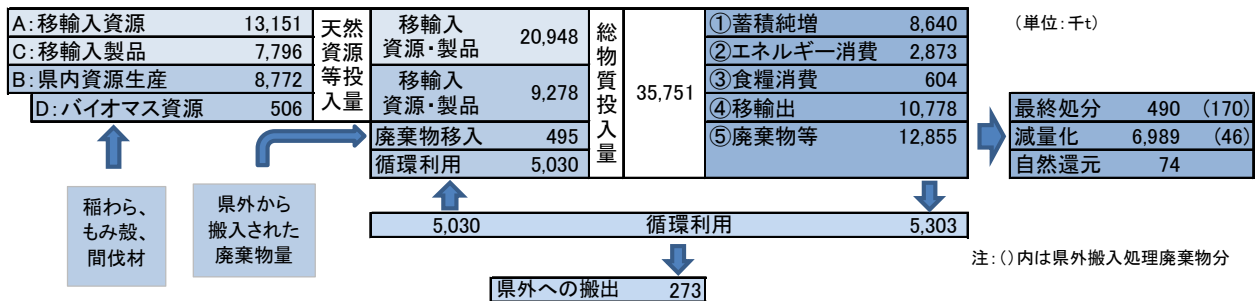 A:移輸入資源 13,151
C:移輸入製品 7,796
B:県内資源生産 8,772
D:バイオマス資源 506
天然
資源
等投
入量
移輸入
資源・製品 20,948
移輸入
資源・製品 9,278
廃棄物移入 495
循環利用 5,030
総物質投入量
35,751
①蓄積純増 8,640
②エネルギー消費 2,873
③食糧消費 604
④移輸出 10,778
⑤廃棄物等 12,855
(単位:千t)
最終処分 490 (170)
減量化 6,989 (46)
自然還元 74
稲わら、
もみ殻、
間伐材
県外から
搬入された
廃棄物量
5,030 循環利用 5,303
注:()内は県外搬入処理廃棄物分
県外への搬出 273